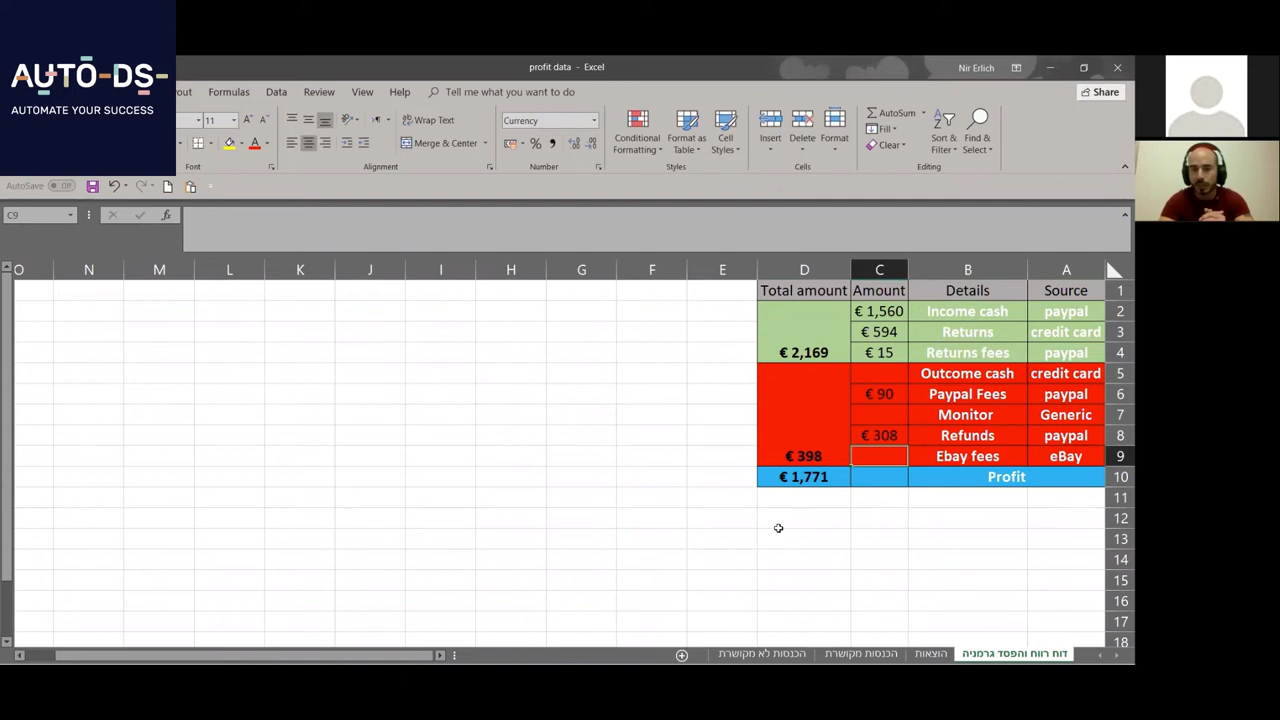 AUTO-DS
AUTOMATE YOUR SUCCESS
profit data - Excel
Nir Erlich
out Formulas Data Review View Help Tell me what you want to do Share
11 A A Wrap Text Currency AutoSum
Merge & Center Fill
Clear
Conditional Formatting Format as Table Cell Styles Insert Delete Format Sort & Filter Find & Select
Font Alignment Number Styles Cells Editing
AutoSave Off
C9 fx
O N M L K J I H G F E D C B A
Total amount Amount Details Source 1
€ 1,560 Income cash paypal 2
€ 594 Returns credit card 3
€ 2,169 € 15 Returns fees paypal 4
Outcome cash credit card 5
€ 90 Paypal Fees paypal 6
Monitor Generic 7
€ 308 Refunds paypal 8
€ 398 Ebay fees eBay 9
€ 1,771 Profit 10
11
12
13
14
15
16
17
18
דוח רווח והפסד גרמניה הוצאות הכנסות מקושרת הכנסות לא מקושרת